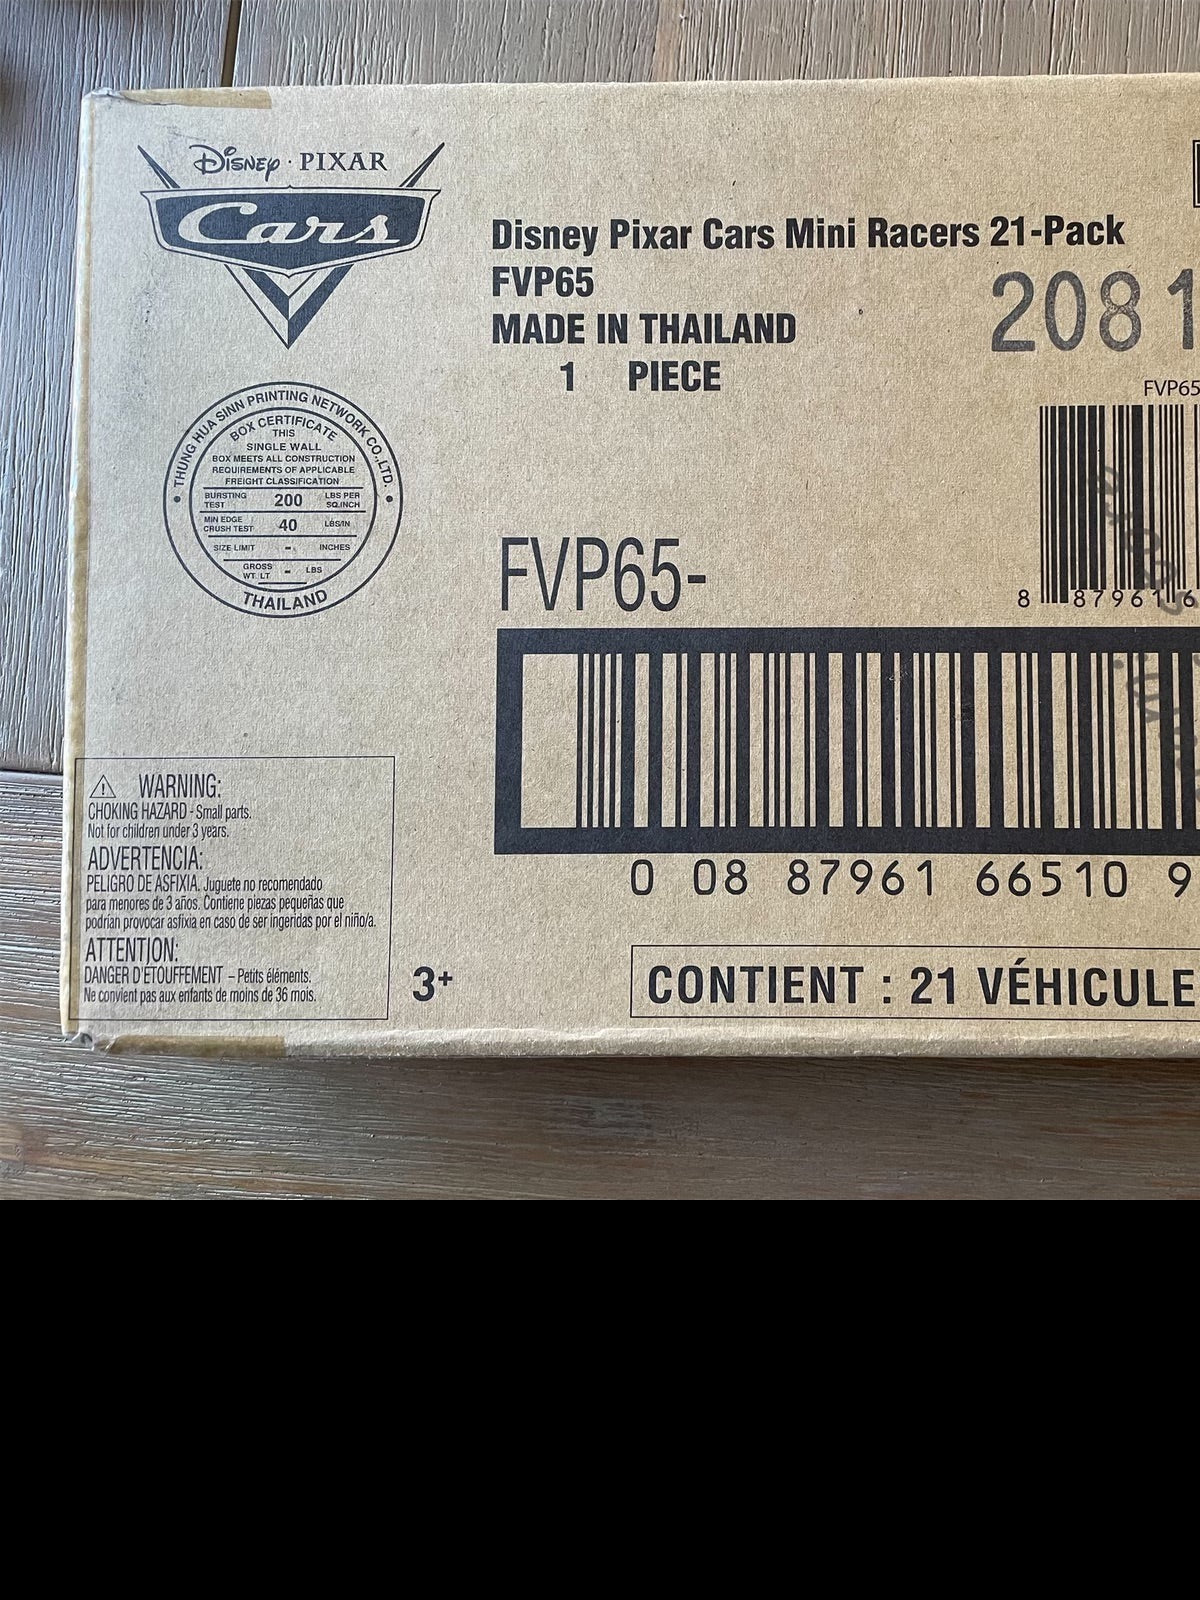 Disney · PIXAR
Cars
Disney Pixar Cars Mini Racers 21-Pack
FVP65
MADE IN THAILAND
1 PIECE
2081
FVP65
8 87961 6
THUNG HUA SINN PRINTING NETWORK CO.,LTD.
BOX CERTIFICATE
THIS
SINGLE WALL
BOX MEETS ALL CONSTRUCTION
REQUIREMENTS OF APPLICABLE
FREIGHT CLASSIFICATION
BURSTING TEST 200 LBS PER SQ.INCH
MIN EDGE CRUSH TEST 40 LBS/IN
SIZE LIMIT - INCHES
GROSS WT. LT - LBS
THAILAND
FVP65-
0 08 87961 66510 9
WARNING:
CHOKING HAZARD - Small parts.
Not for children under 3 years.
ADVERTENCIA:
PELIGRO DE ASFIXIA. Juguete no recomendado
para menores de 3 años. Contiene piezas pequeñas que
podrían provocar asfixia en caso de ser ingeridas por el niño/a.
ATTENTION:
DANGER D'ÉTOUFFEMENT – Petits éléments.
Ne convient pas aux enfants de moins de 36 mois.
3+
CONTIENT : 21 VÉHICULE